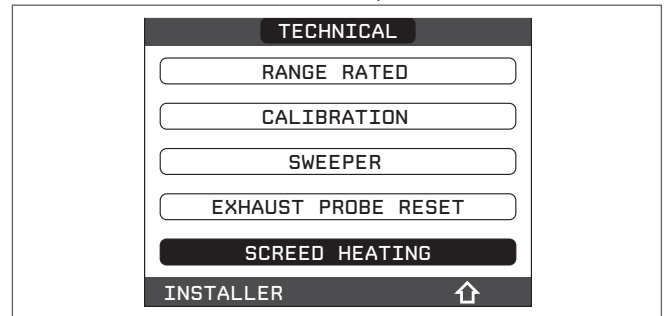 TECHNICAL
RANGE RATED
CALIBRATION
SWEEPER
EXHAUST PROBE RESET
SCREED HEATING
INSTALLER